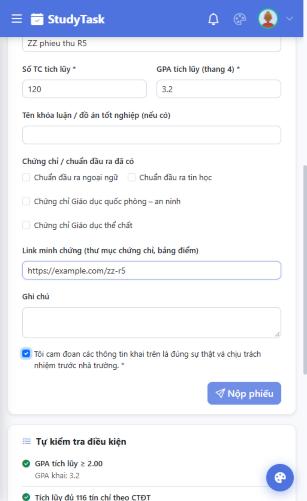 StudyTask
ZZ phieu thu R5
Số TC tích lũy *
GPA tích lũy (thang 4) *
120
3.2
Tên khóa luận / đồ án tốt nghiệp (nếu có)
Chứng chỉ / chuẩn đầu ra đã có
Chuẩn đầu ra ngoại ngữ
Chuẩn đầu ra tin học
Chứng chỉ Giáo dục quốc phòng – an ninh
Chứng chỉ Giáo dục thể chất
Link minh chứng (thư mục chứng chỉ, bảng điểm)
https://example.com/zz-r5
Ghi chú
Tôi cam đoan các thông tin khai trên là đúng sự thật và chịu trách
nhiệm trước nhà trường. *
Nộp phiếu
Tự kiểm tra điều kiện
GPA tích lũy ≥ 2.00
GPA khai: 3.2
Tích lũy đủ 116 tín chỉ theo CTĐT